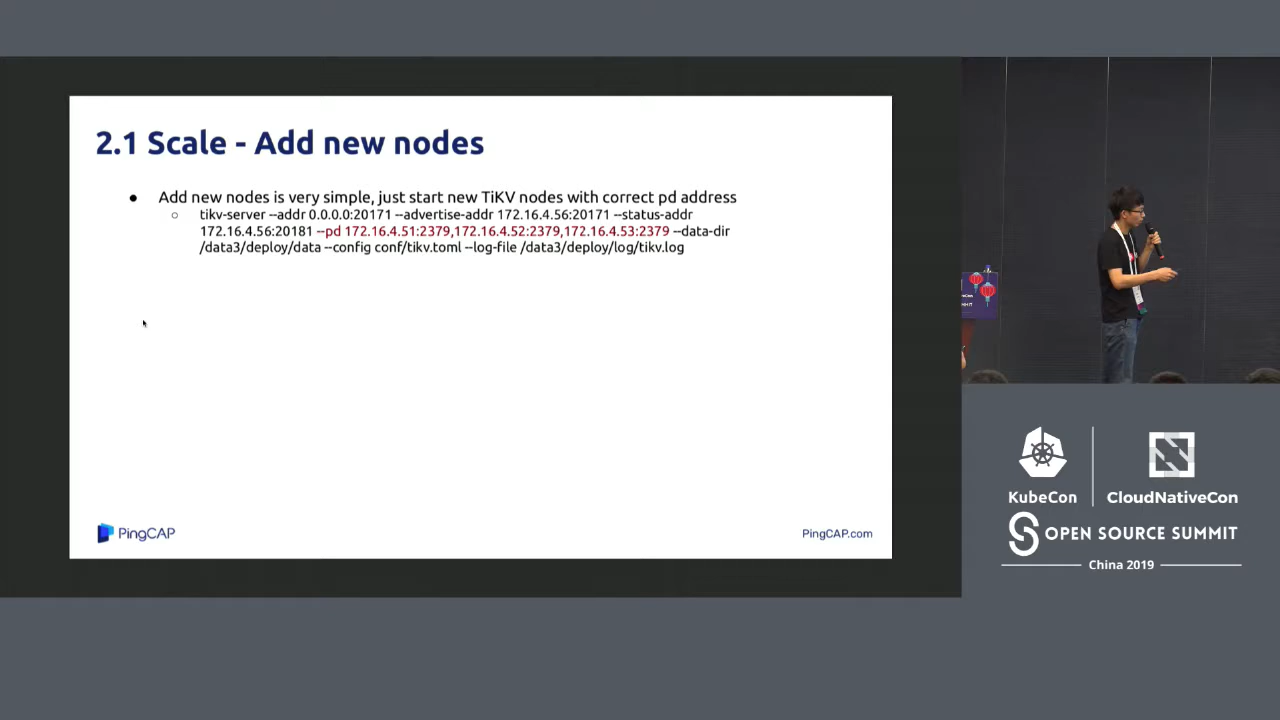 2.1 Scale - Add new nodes
● Add new nodes is very simple, just start new TiKV nodes with correct pd address
○ tikv-server --addr 0.0.0.0:20171 --advertise-addr 172.16.4.56:20171 --status-addr
172.16.4.56:20181 --pd 172.16.4.51:2379,172.16.4.52:2379,172.16.4.53:2379 --data-dir
/data3/deploy/data --config conf/tikv.toml --log-file /data3/deploy/log/tikv.log
PingCAP
PingCAP.com
KubeCon
CloudNativeCon
OPEN SOURCE SUMMIT
China 2019